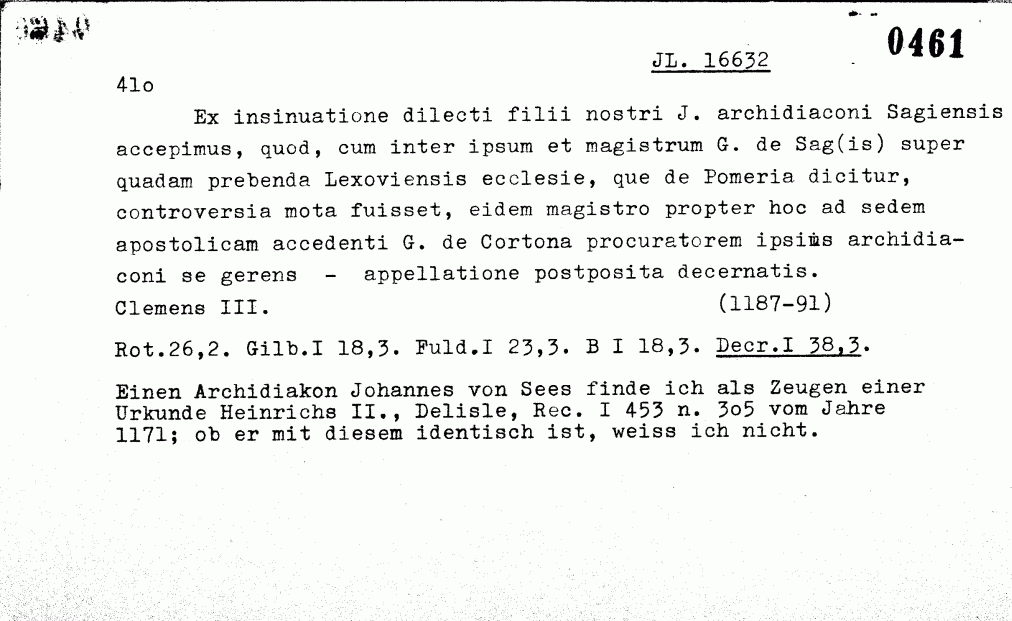 0461
JL. 16632
41o
Ex insinuatione dilecti filii nostri J. archidiaconi Sagiensis
accepimus, quod, cum inter ipsum et magistrum G. de Sag(is) super
quadam prebenda Lexoviensis ecclesie, que de Pomeria dicitur,
controversia mota fuisset, eidem magistro propter hoc ad sedem
apostolicam accedenti G. de Cortona procuratorem ipsius archidia-
coni se gerens - appellatione postposita decernatis.
Clemens III. (1187-91)
Rot.26,2. Gilb.I 18,3. Fuld.I 23,3. B I 18,3. Decr.I 38,3.
Einen Archidiakon Johannes von Sees finde ich als Zeugen einer
Urkunde Heinrichs II., Delisle, Rec. I 453 n. 3o5 vom Jahre
1171; ob er mit diesem identisch ist, weiss ich nicht.